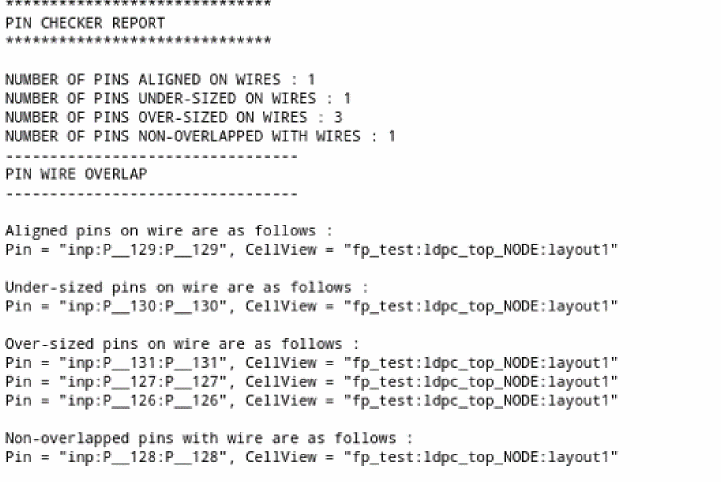 ******************************
PIN CHECKER REPORT
******************************
NUMBER OF PINS ALIGNED ON WIRES : 1
NUMBER OF PINS UNDER-SIZED ON WIRES : 1
NUMBER OF PINS OVER-SIZED ON WIRES : 3
NUMBER OF PINS NON-OVERLAPPED WITH WIRES : 1
---------------------------------
PIN WIRE OVERLAP
---------------------------------
Aligned pins on wire are as follows :
Pin = "inp:P__129:P__129", CellView = "fp_test:ldpc_top_NODE:layout1"
Under-sized pins on wire are as follows :
Pin = "inp:P__130:P__130", CellView = "fp_test:ldpc_top_NODE:layout1"
Over-sized pins on wire are as follows :
Pin = "inp:P__131:P__131", CellView = "fp_test:ldpc_top_NODE:layout1"
Pin = "inp:P__127:P__127", CellView = "fp_test:ldpc_top_NODE:layout1"
Pin = "inp:P__126:P__126", CellView = "fp_test:ldpc_top_NODE:layout1"
Non-overlapped pins with wire are as follows :
Pin = "inp:P__128:P__128", CellView = "fp_test:ldpc_top_NODE:layout1"